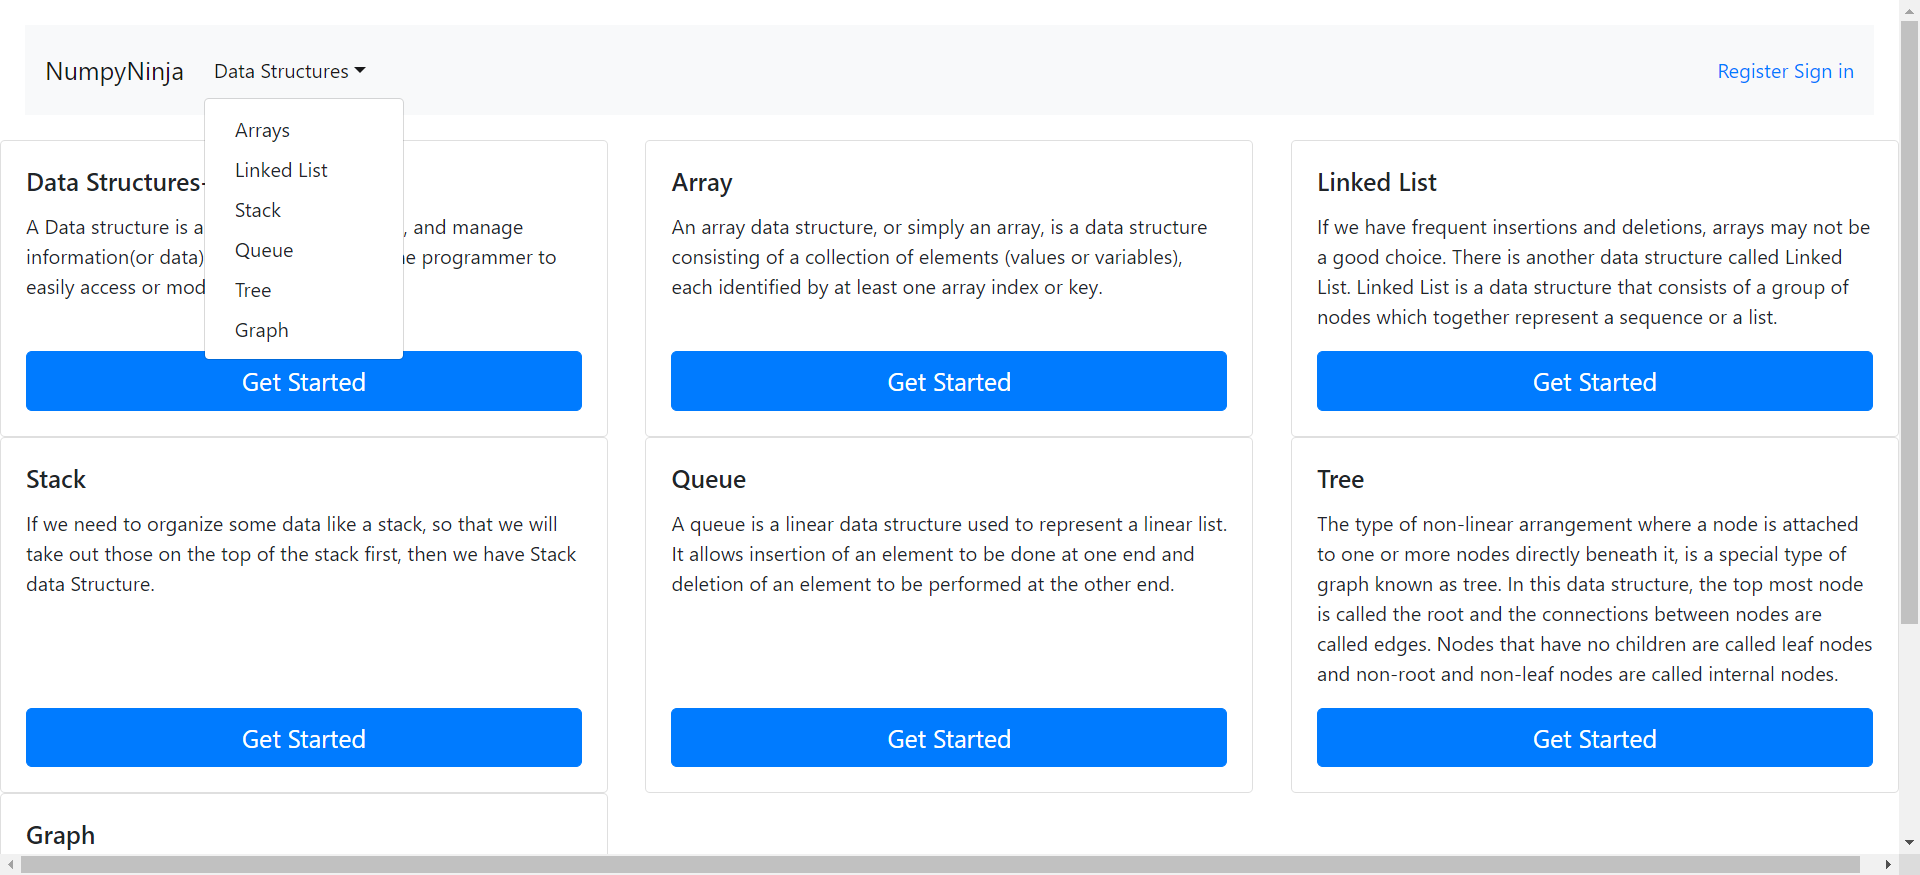 NumpyNinja
Data Structures
Register Sign in
Arrays
Linked List
Stack
Queue
Tree
Graph
Data Structures-
A Data structure is a , and manage
information(or data) programmer to
easily access or
Get Started
Array
An array data structure, or simply an array, is a data structure
consisting of a collection of elements (values or variables),
each identified by at least one array index or key.
Get Started
Linked List
If we have frequent insertions and deletions, arrays may not be
a good choice. There is another data structure called Linked
List. Linked List is a data structure that consists of a group of
nodes which together represent a sequence or a list.
Get Started
Stack
If we need to organize some data like a stack, so that we will
take out those on the top of the stack first, then we have Stack
data Structure.
Get Started
Queue
A queue is a linear data structure used to represent a linear list.
It allows insertion of an element to be done at one end and
deletion of an element to be performed at the other end.
Get Started
Tree
The type of non-linear arrangement where a node is attached
to one or more nodes directly beneath it, is a special type of
graph known as tree. In this data structure, the top most node
is called the root and the connections between nodes are
called edges. Nodes that have no children are called leaf nodes
and non-root and non-leaf nodes are called internal nodes.
Get Started
Graph